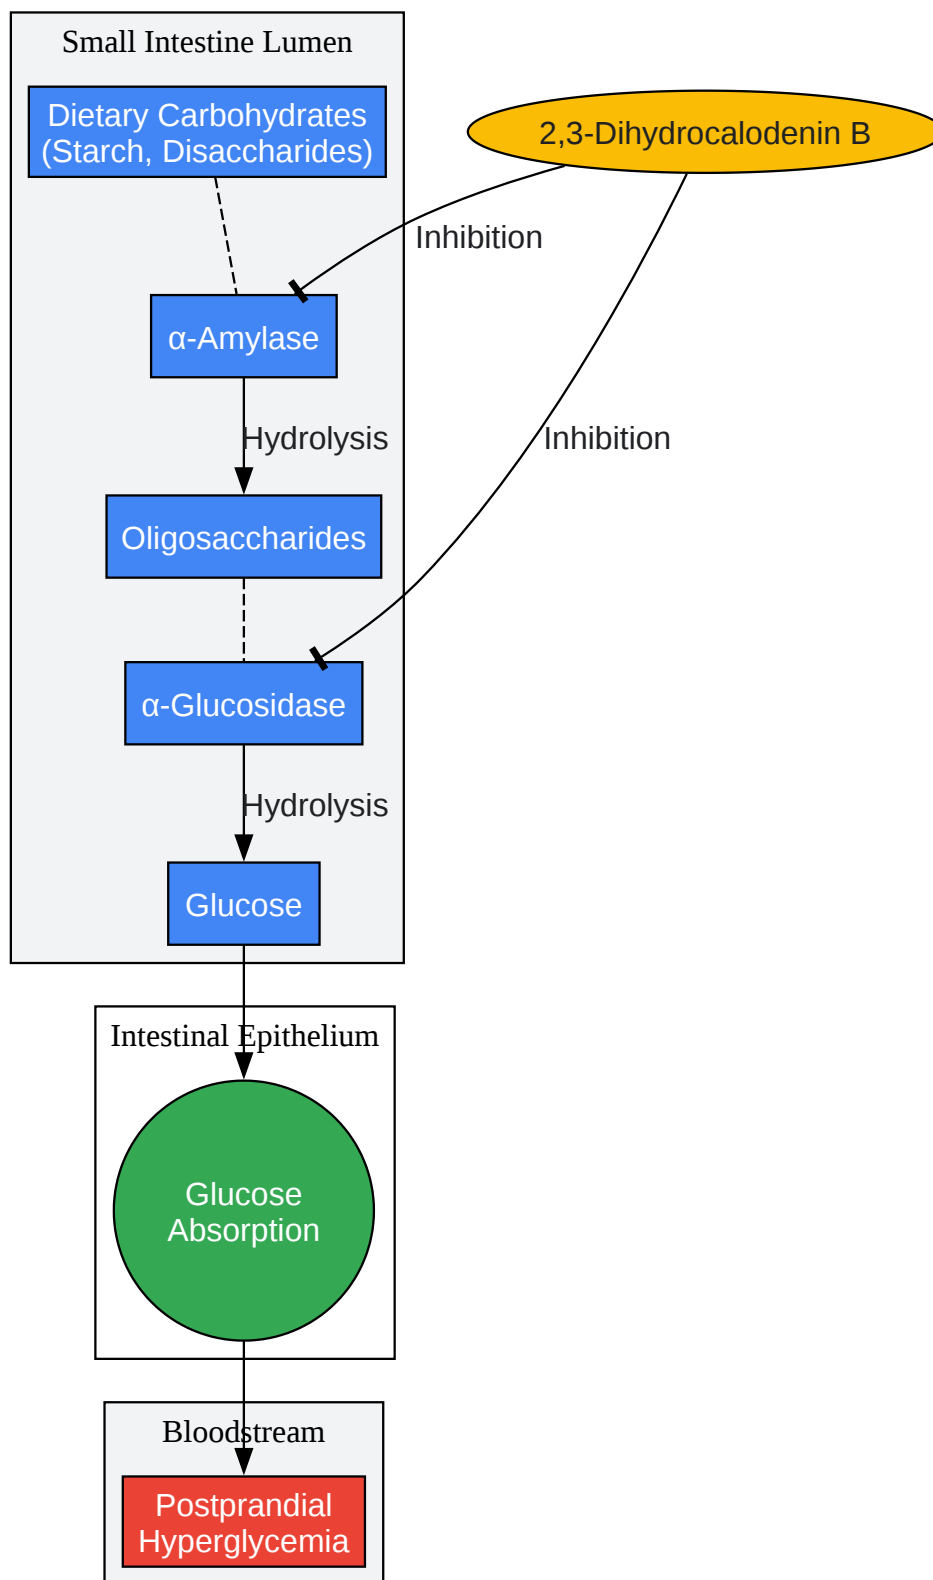 Small Intestine Lumen
Dietary Carbohydrates
(Starch, Disaccharides)
2,3-Dihydrocalodenin B
Inhibition
α-Amylase
Hydrolysis
Inhibition
Oligosaccharides
α-Glucosidase
Hydrolysis
Glucose
Intestinal Epithelium
Glucose
Absorption
Bloodstream
Postprandial
Hyperglycemia